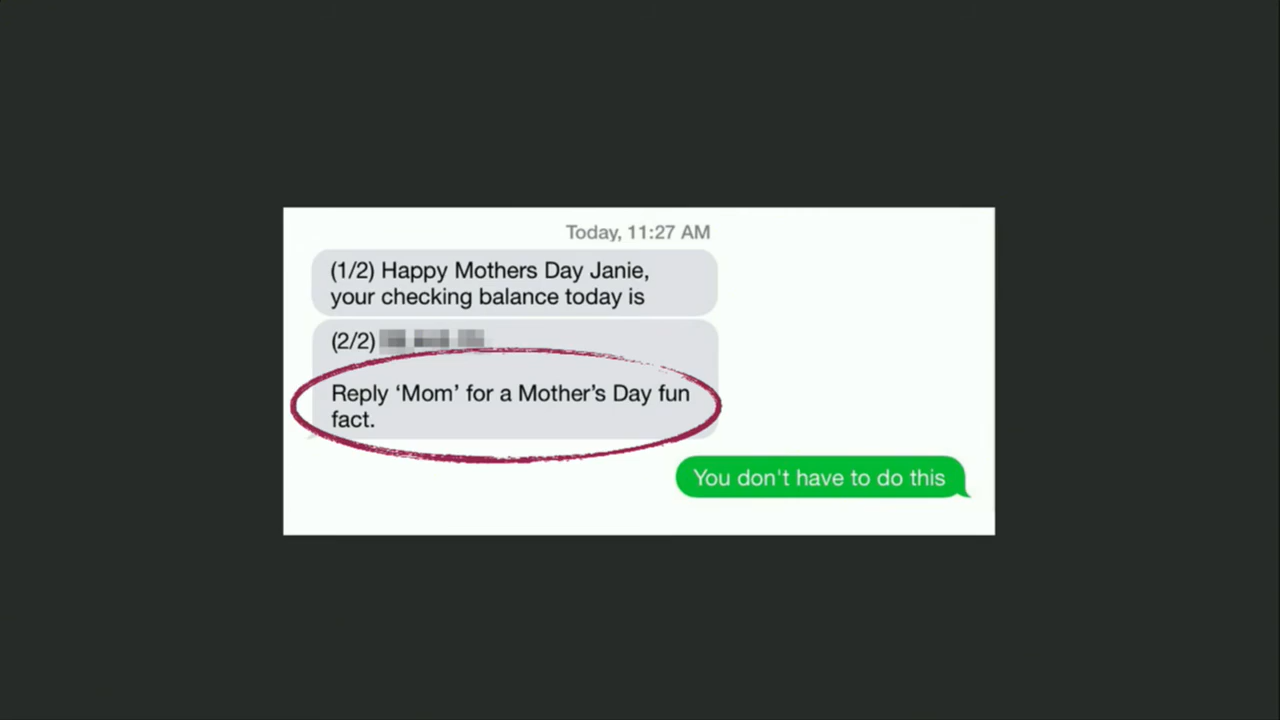 Today, 11:27 AM
(1/2) Happy Mothers Day Janie,
your checking balance today is
(2/2)
Reply ‘Mom’ for a Mother’s Day fun
fact.
You don't have to do this